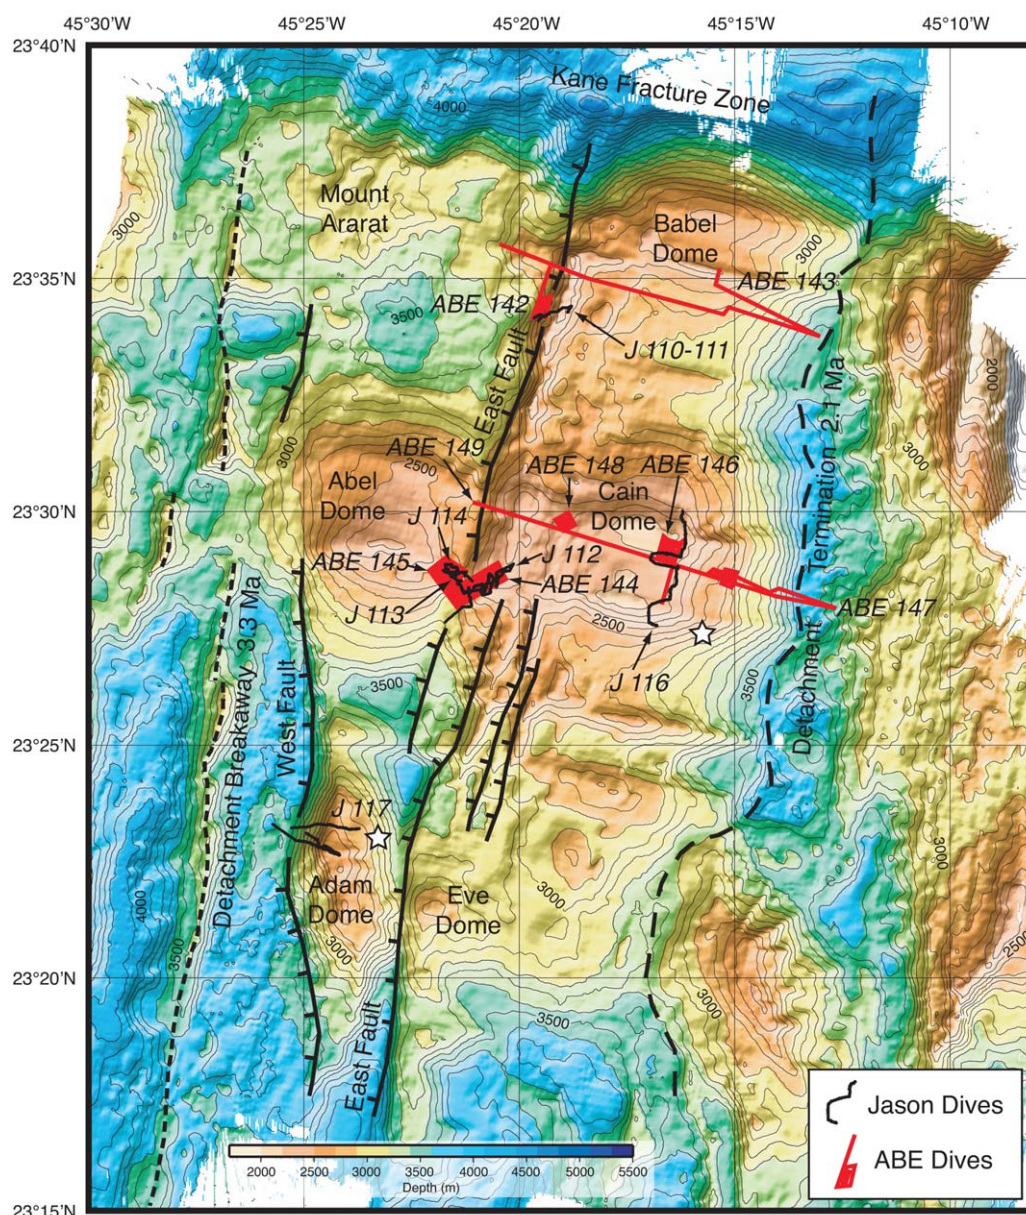 45°30'W 45°25'W 45°20'W 45°15'W 45°10'W
23°40'N
Kane Fracture Zone
4000
Mount
Ararat
Babel
Dome
3000
3000
23°35'N
ABE 143
ABE 142
3500
J 110-111
2000
East Fault
Detachment Termination 2.1 Ma
3000
ABE 149
3000
2500
ABE 148
ABE 146
Abel
Dome
Cain
Dome
23°30'N
J 114
ABE 145
J 112
ABE 144
J 113
ABE 147
2500
J 116
3500
3500
West Fault
Detachment Breakaway 3.3 Ma
23°25'N
J 117
Adam
Dome
Eve
Dome
3000
3000
3000
4000
3500
2500
23°20'N
3000
3500
East Fault
Jason Dives
ABE Dives
2000 2500 3000 3500 4000 4500 5000 5500
Depth (m)
23°15'N